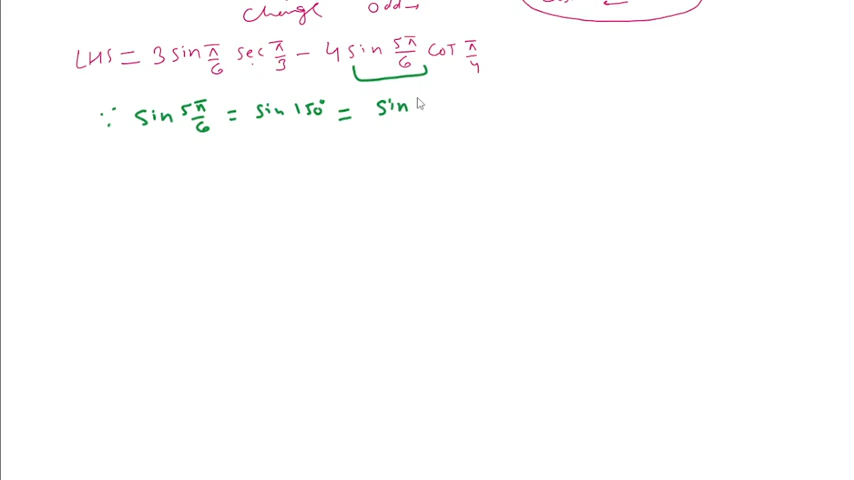 change odd→
LHS = 3 sin π/6 sec π/3 − 4 sin 5π/6 cot π/4
∵ sin 5π/6 = sin 150° = sin